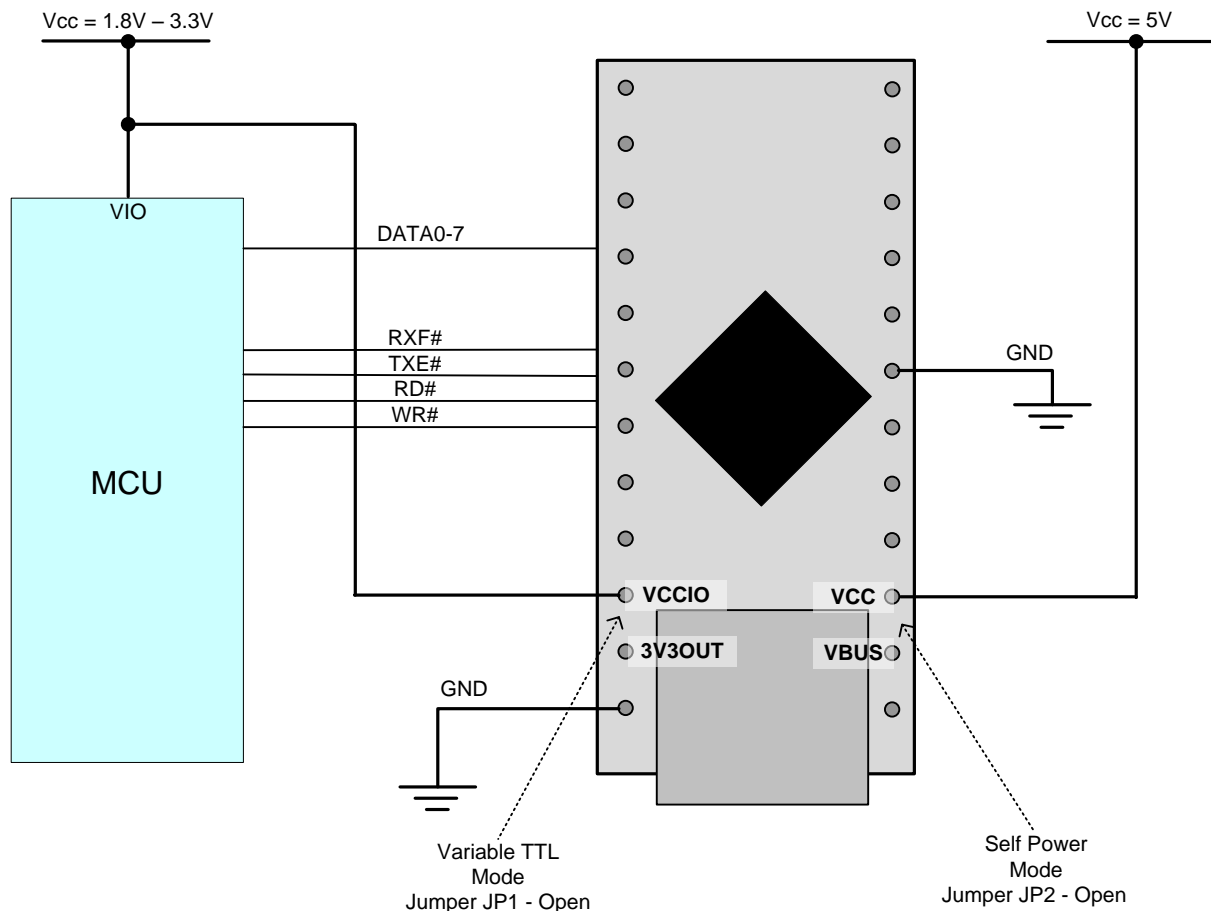 Vcc = 1.8V – 3.3V
Vcc = 5V
VIO
DATA0-7
RXF#
TXE#
RD#
WR#
GND
MCU
VCCIO
VCC
3V3OUT
VBUS
GND
Variable TTL
Mode
Jumper JP1 - Open
Self Power
Mode
Jumper JP2 - Open